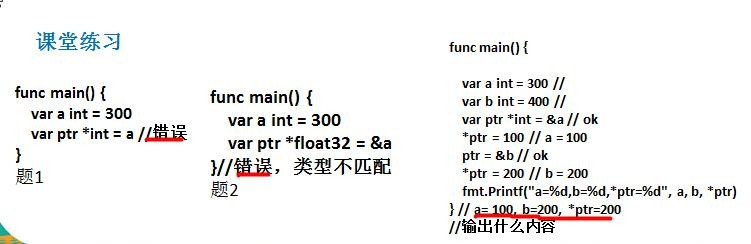 课堂练习
func main() {
var a int = 300
var ptr *int = a //错误
}
题1
func main() {
var a int = 300
var ptr *float32 = &a
}//错误，类型不匹配
题2
func main() {
var a int = 300 //
var b int = 400 //
var ptr *int = &a // ok
*ptr = 100 // a = 100
ptr = &b // ok
*ptr = 200 // b = 200
fmt.Printf("a=%d,b=%d,*ptr=%d", a, b, *ptr)
} // a= 100, b=200, *ptr=200
//输出什么内容